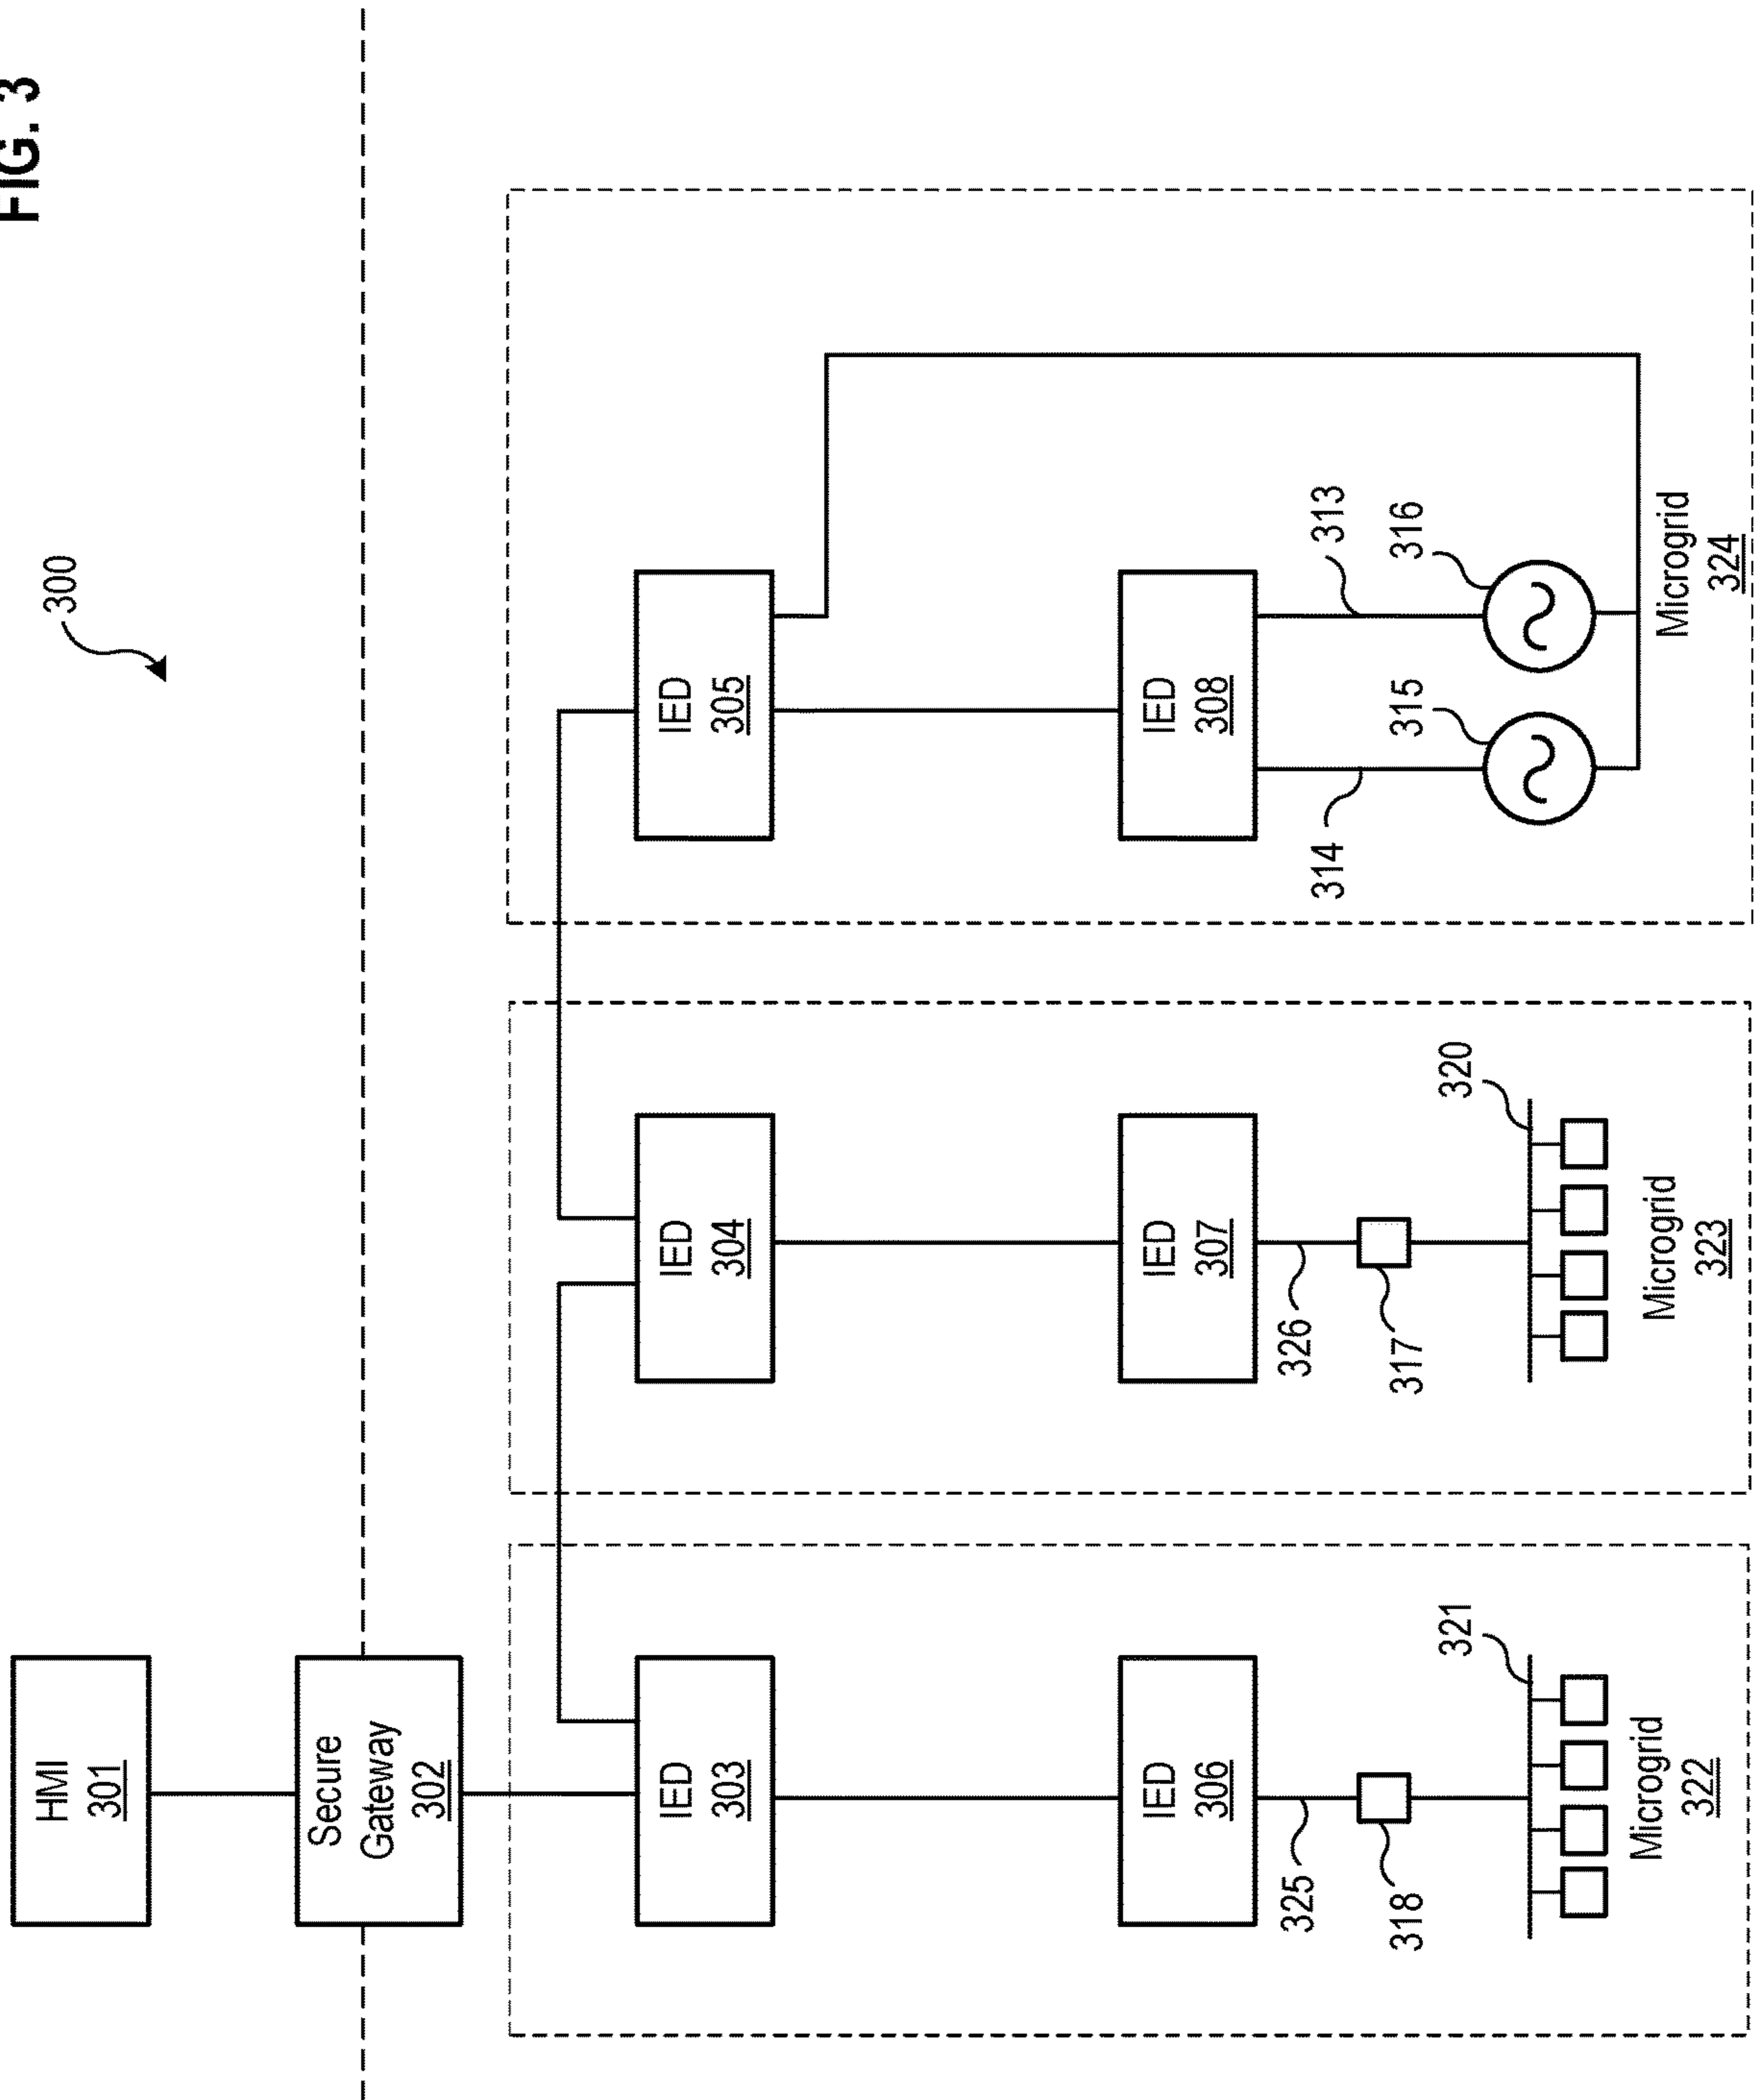 FIG. 3
300
HMI
301
Secure
Gateway
302
IED
303
IED
304
IED
305
IED
306
IED
307
IED
308
325
318
321
326
317
320
314
313
315
316
Microgrid
322
Microgrid
323
Microgrid
324